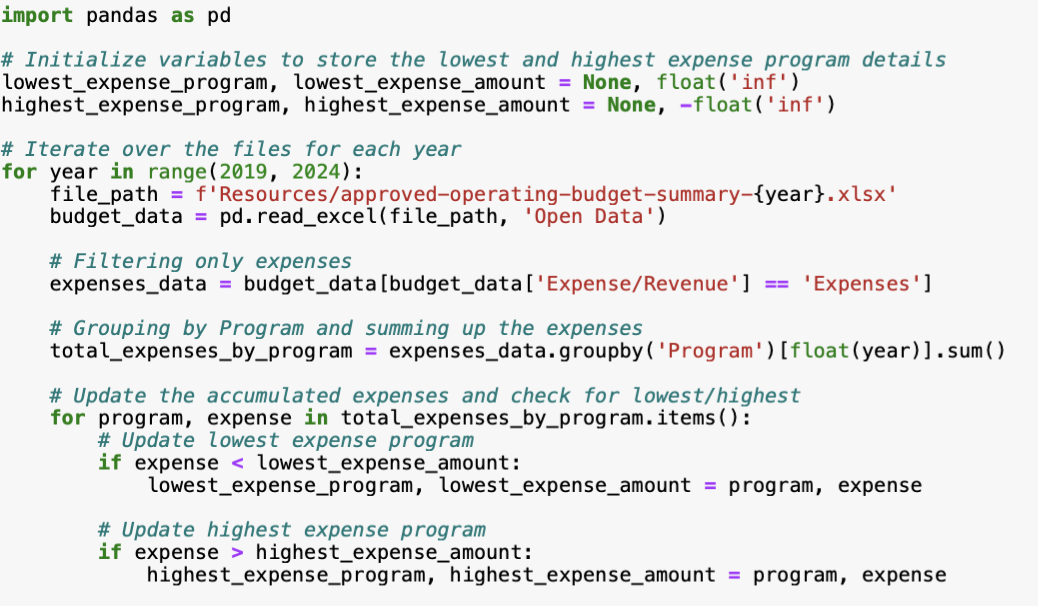 import pandas as pd

# Initialize variables to store the lowest and highest expense program details
lowest_expense_program, lowest_expense_amount = None, float('inf')
highest_expense_program, highest_expense_amount = None, -float('inf')

# Iterate over the files for each year
for year in range(2019, 2024):
    file_path = f'Resources/approved-operating-budget-summary-{year}.xlsx'
    budget_data = pd.read_excel(file_path, 'Open Data')

    # Filtering only expenses
    expenses_data = budget_data[budget_data['Expense/Revenue'] == 'Expenses']

    # Grouping by Program and summing up the expenses
    total_expenses_by_program = expenses_data.groupby('Program')[float(year)].sum()

    # Update the accumulated expenses and check for lowest/highest
    for program, expense in total_expenses_by_program.items():
        # Update lowest expense program
        if expense < lowest_expense_amount:
            lowest_expense_program, lowest_expense_amount = program, expense

        # Update highest expense program
        if expense > highest_expense_amount:
            highest_expense_program, highest_expense_amount = program, expense